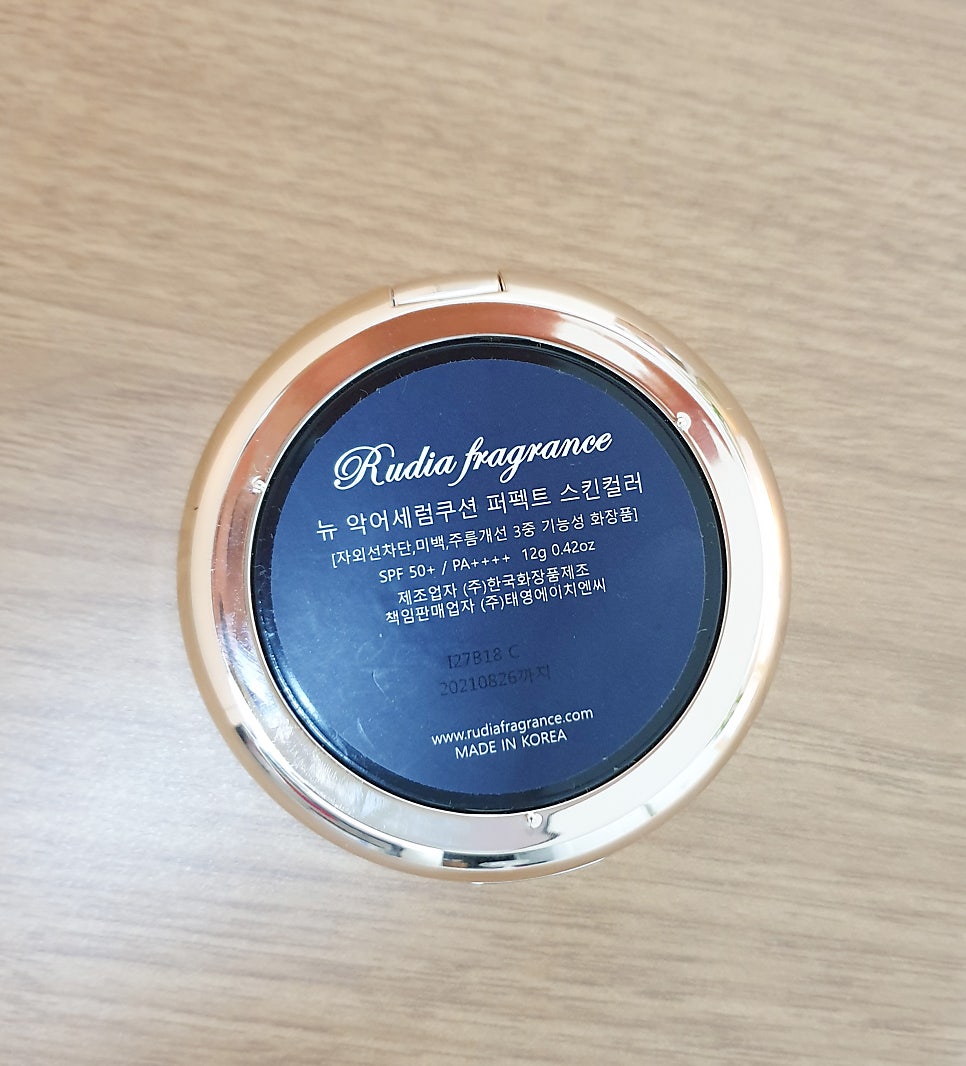 Rudia fragrance
뉴 악어세럼쿠션 퍼펙트 스킨컬러
[자외선차단,미백,주름개선 3중 기능성 화장품]
SPF 50+ / PA++++ 12g 0.42oz
제조업자 (주)한국화장품제조
책임판매업자 (주)태영에이치엔씨
I27B18 C
20210826까지
www.rudiafragrance.com
MADE IN KOREA